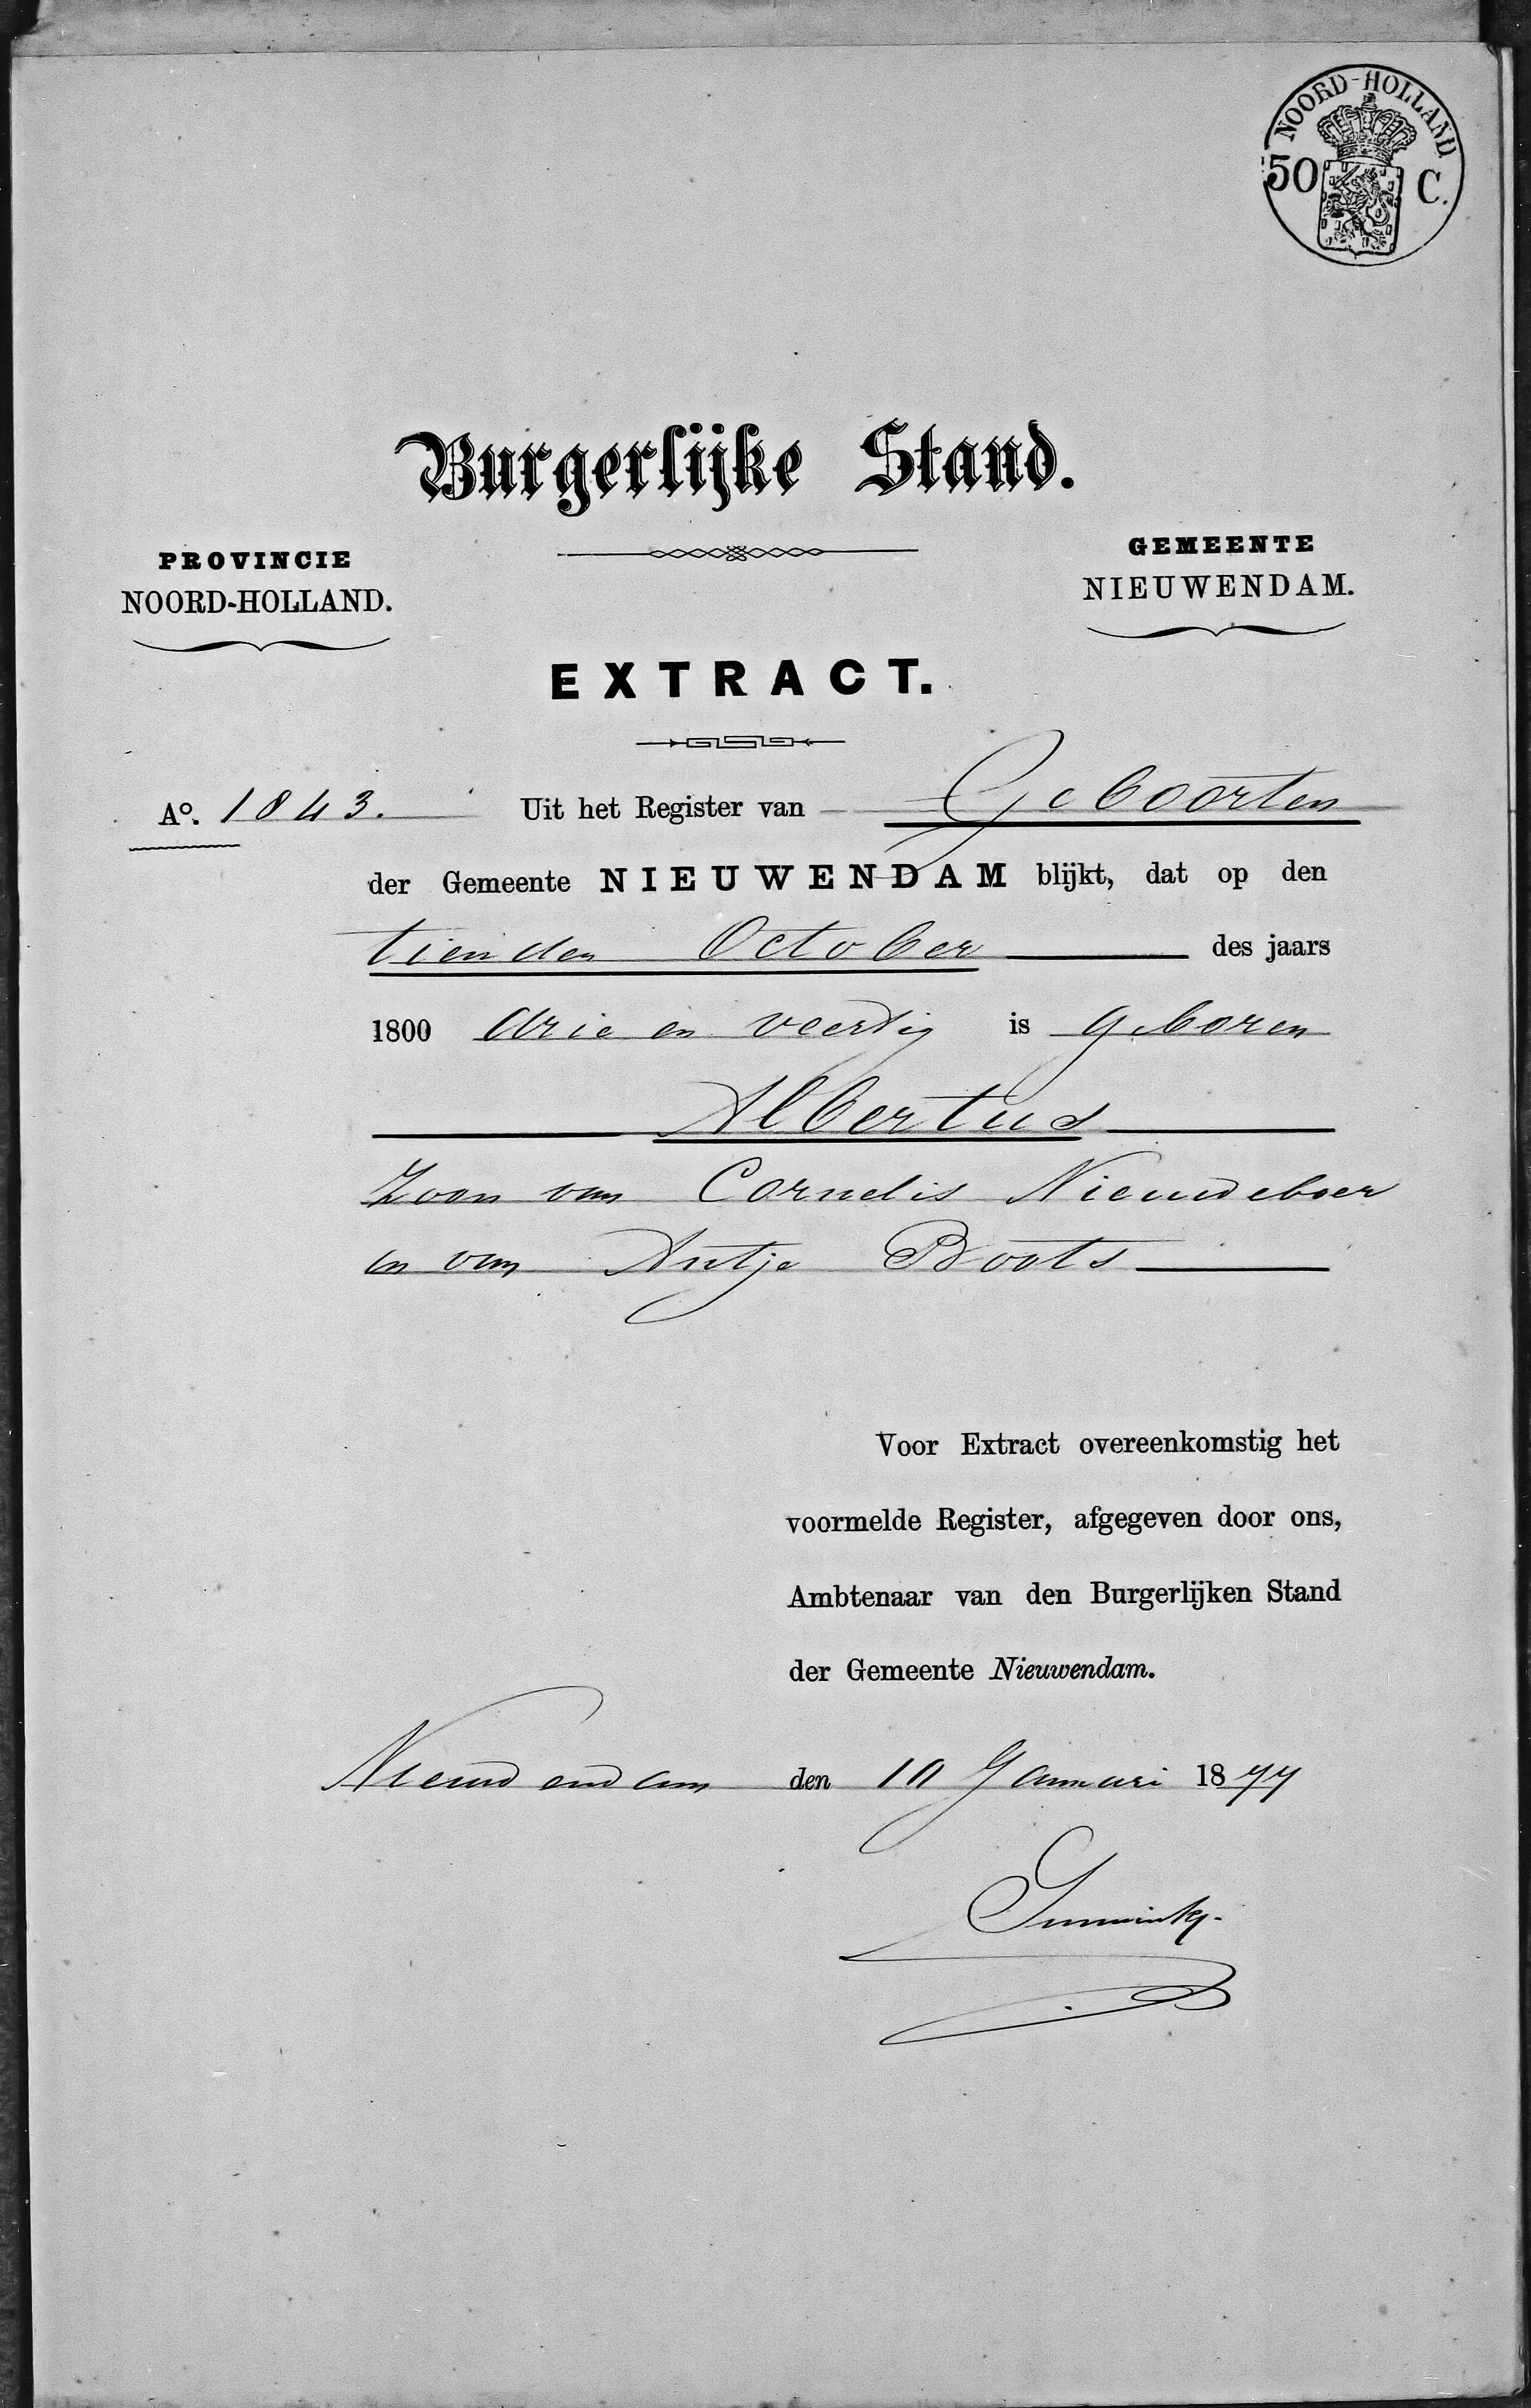 NOORD-HOLLAND
50 C.
Burgerlijke Stand.
PROVINCIE
NOORD-HOLLAND.
GEMEENTE
NIEUWENDAM.
EXTRACT.
Aº. 1843. Uit het Register van Geboorten
der Gemeente NIEUWENDAM blijkt, dat op den
tienden October des jaars
1800 drie en veertig is geboren
Albertus
Zoon van Cornelis Nieuweboer
en van Antje Boots
Voor Extract overeenkomstig het
voormelde Register, afgegeven door ons,
Ambtenaar van den Burgerlijken Stand
der Gemeente Nieuwendam.
Nieuwendam den 10 Januari 1877